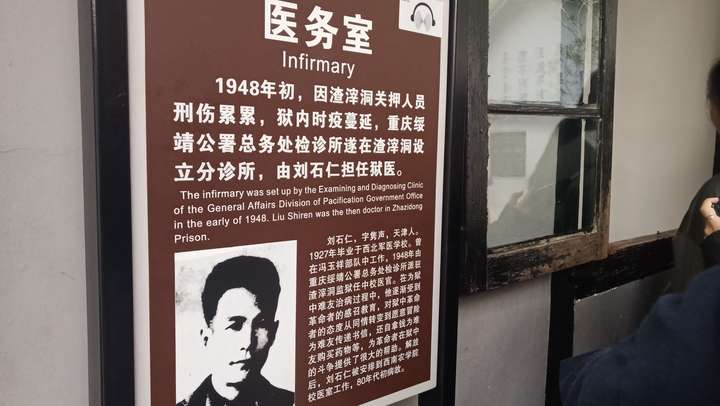 医务室
Infirmary
1948年初，因渣滓洞关押人员
刑伤累累，狱内时疫蔓延，重庆绥
靖公署总务处检诊所遂在渣滓洞设
立分诊所，由刘石仁担任狱医。
The infirmary was set up by the Examining and Diagnosing Clinic
of the General Affairs Division of Pacification Government Office
in the early of 1948. Liu Shiren was the then doctor in Zhazidong
Prison.
刘石仁，字隽声，天津人。
1927年毕业于西北军医学校。曾
在冯玉祥部队中工作，1948年由
重庆绥靖公署总务处检诊所派驻
渣滓洞监狱任中校医官。在为狱
中难友治病过程中，他逐渐受到
革命者的感召教育，对狱中革命
者的态度从同情转变到愿意冒险
为难友传递书信，还自拿钱为难
友购买药物等，为革命者在狱中
的斗争提供了很大的帮助。解放
后，刘石仁被安排到西南农学院
校医室工作，80年代初病故。